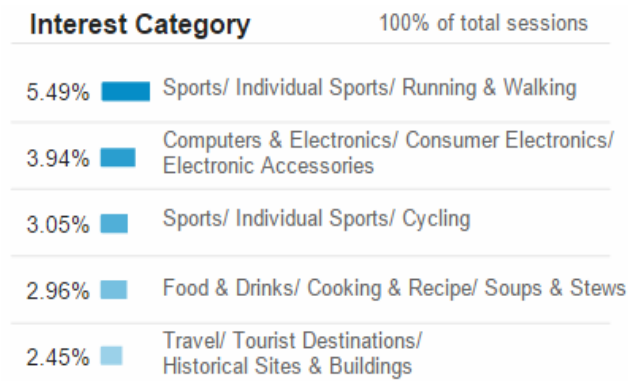 Interest Category 100% of total sessions
5.49% Sports/ Individual Sports/ Running & Walking
3.94% Computers & Electronics/ Consumer Electronics/
Electronic Accessories
3.05% Sports/ Individual Sports/ Cycling
2.96% Food & Drinks/ Cooking & Recipe/ Soups & Stews
2.45% Travel/ Tourist Destinations/
Historical Sites & Buildings